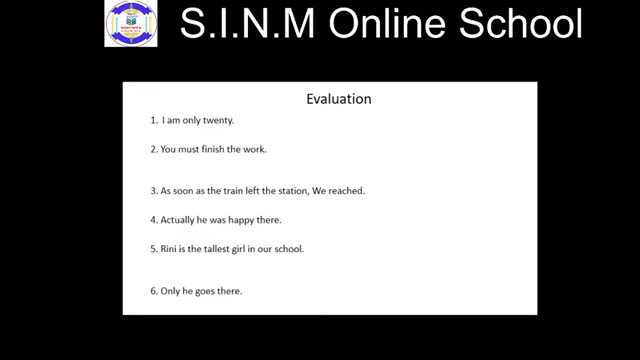 S.I.N.M Online School
Evaluation
1. I am only twenty.
2. You must finish the work.
3. As soon as the train left the station, We reached.
4. Actually he was happy there.
5. Rini is the tallest girl in our school.
6. Only he goes there.